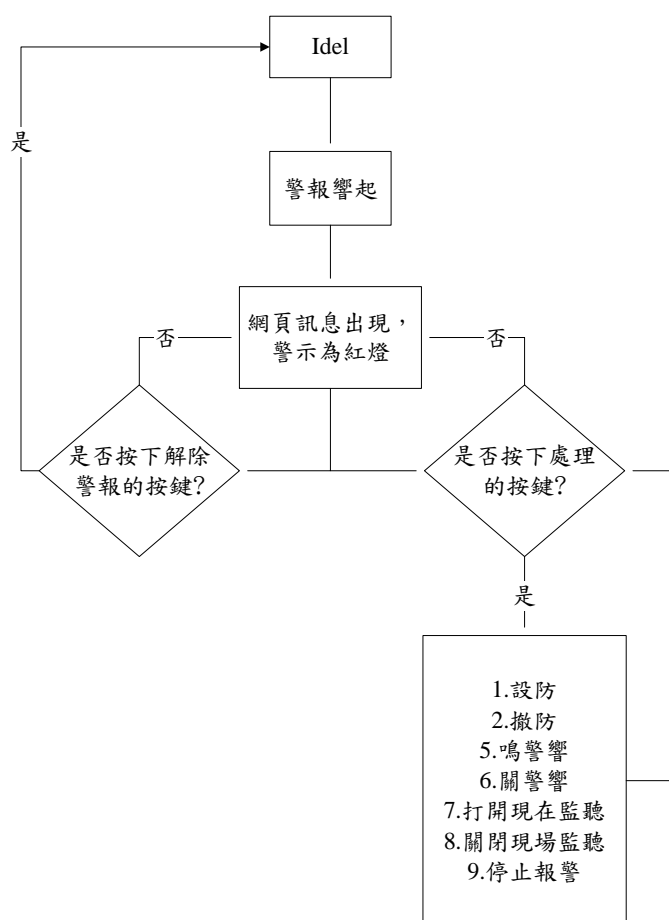 Idel
是
警報響起
網頁訊息出現，
警示為紅燈
否
否
是否按下解除
警報的按鍵?
是否按下處理
的按鍵?
是
1.設防
2.撤防
5.鳴警響
6.關警響
7.打開現在監聽
8.關閉現場監聽
9.停止報警